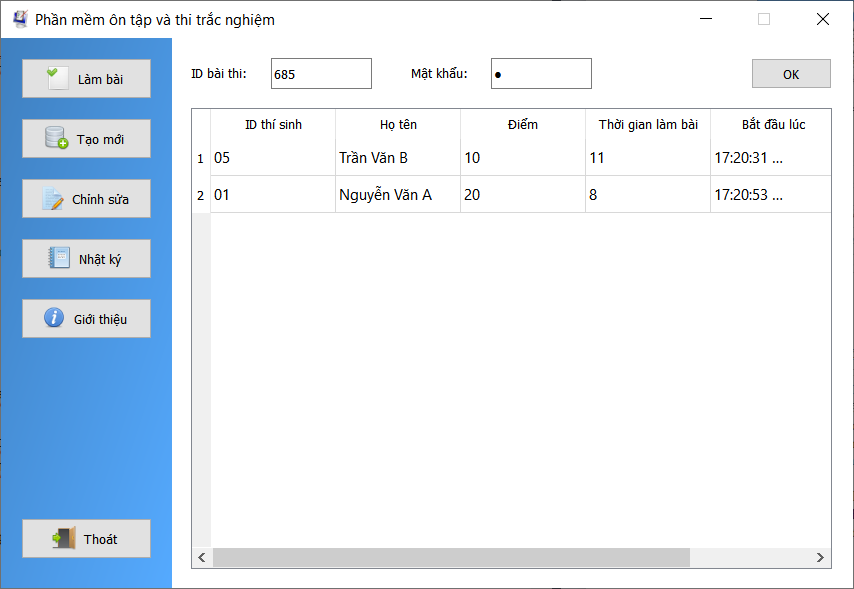 Phần mềm ôn tập và thi trắc nghiệm
Làm bài
Tạo mới
Chỉnh sửa
Nhật ký
Giới thiệu
Thoát
ID bài thi: 685 Mật khẩu: ● OK
ID thí sinh Họ tên Điểm Thời gian làm bài Bắt đầu lúc
1 05 Trần Văn B 10 11 17:20:31 ...
2 01 Nguyễn Văn A 20 8 17:20:53 ...